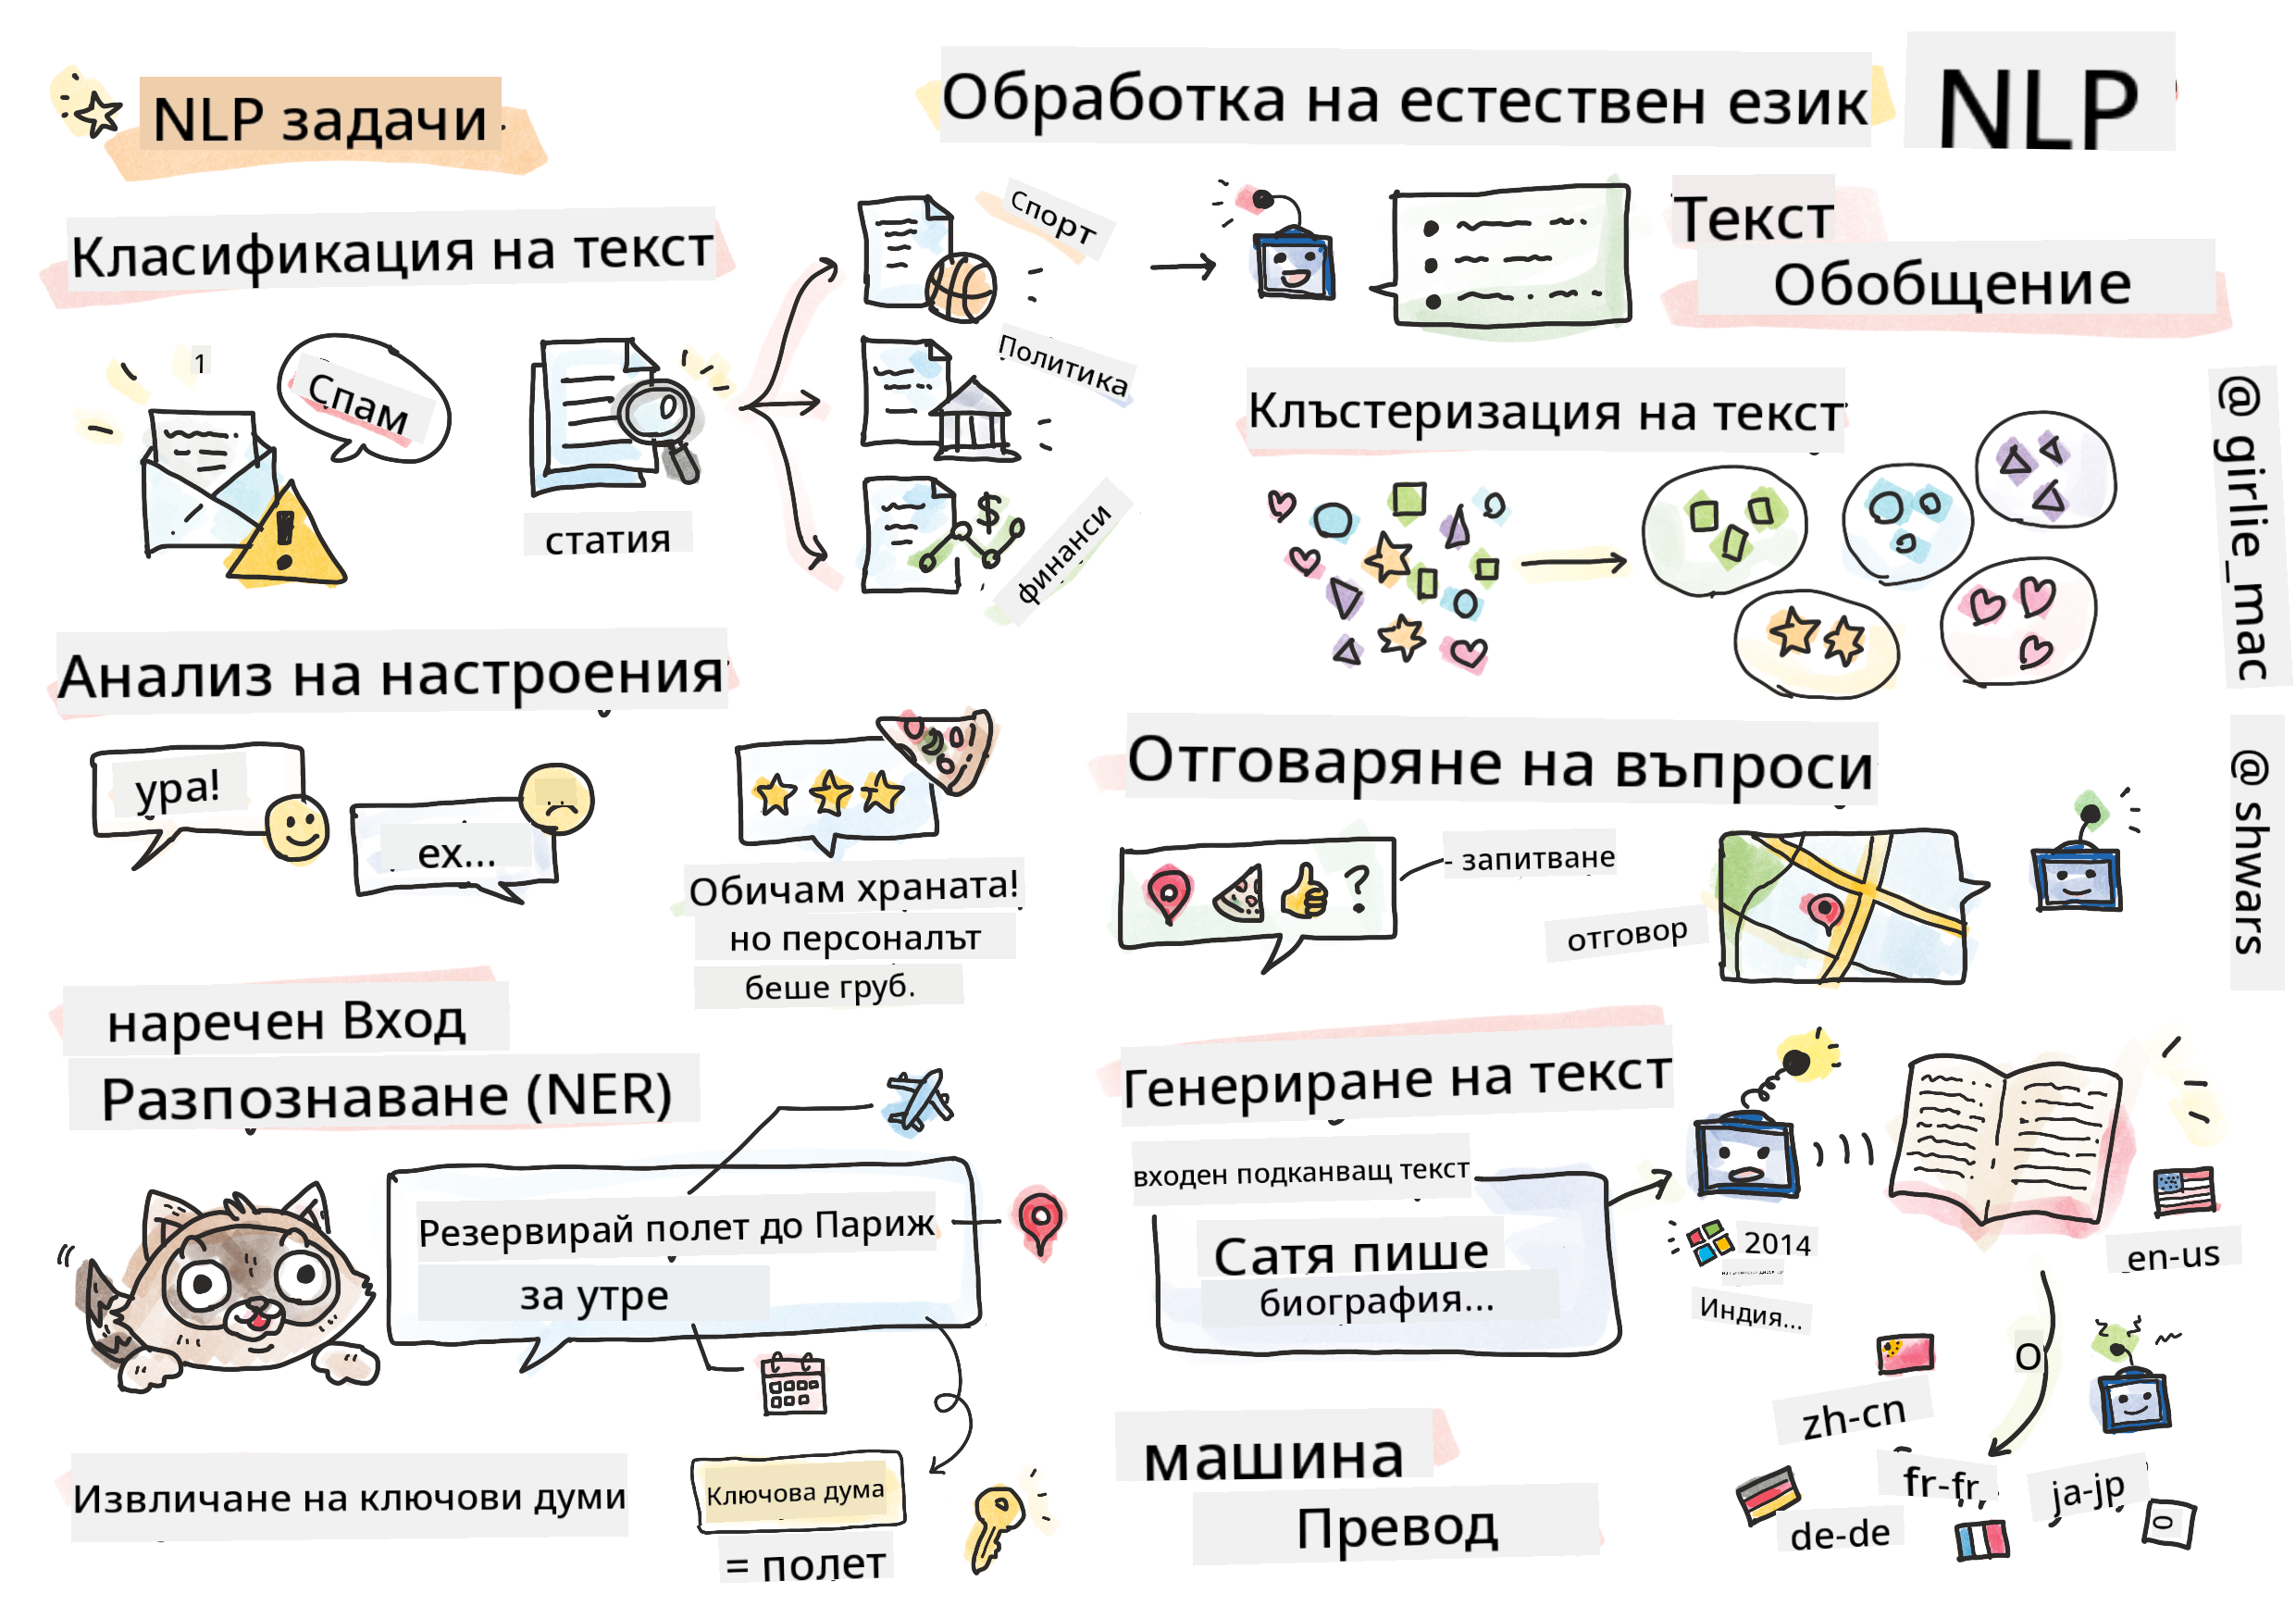 NLP задачи
Обработка на естествен език
NLP
Класификация на текст
1
Спам
статия
Спорт
Политика
финанси
$
Текст
Обобщение
Клъстеризация на текст
@ girlie_mac
@ shwars
Анализ на настроения
ура!
ех...
Обичам храната!
но персоналът
беше груб.
Отговаряне на въпроси
?
- запитване
отговор
наречен Вход
Разпознаване (NER)
Резервирай полет до Париж
за утре
Извличане на ключови думи
Ключова дума
= полет
Генериране на текст
входен подканващ текст
Сатя пише
биография...
2014
Индия...
en-us
zh-cn
fr-fr,
ja-jp
de-de
машина
Превод